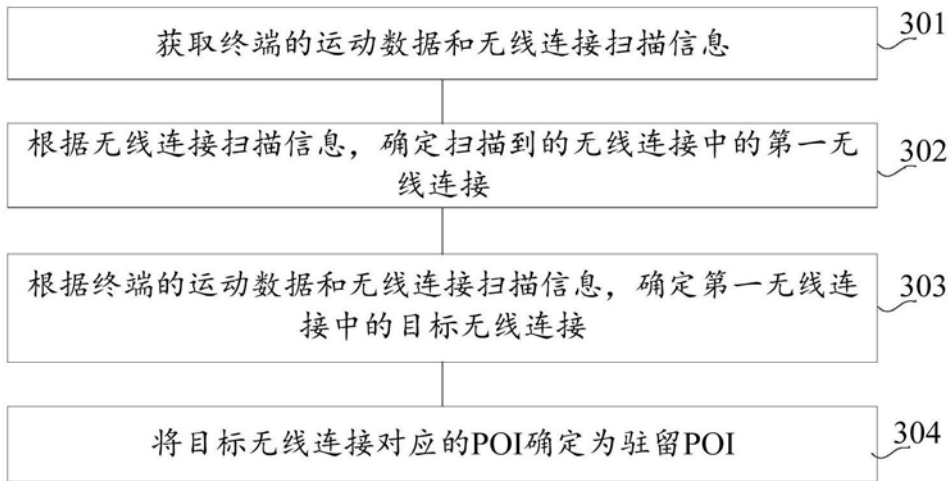 获取终端的运动数据和无线连接扫描信息
301
根据无线连接扫描信息，确定扫描到的无线连接中的第一无
线连接
302
根据终端的运动数据和无线连接扫描信息，确定第一无线连
接中的目标无线连接
303
将目标无线连接对应的POI确定为驻留POI
304